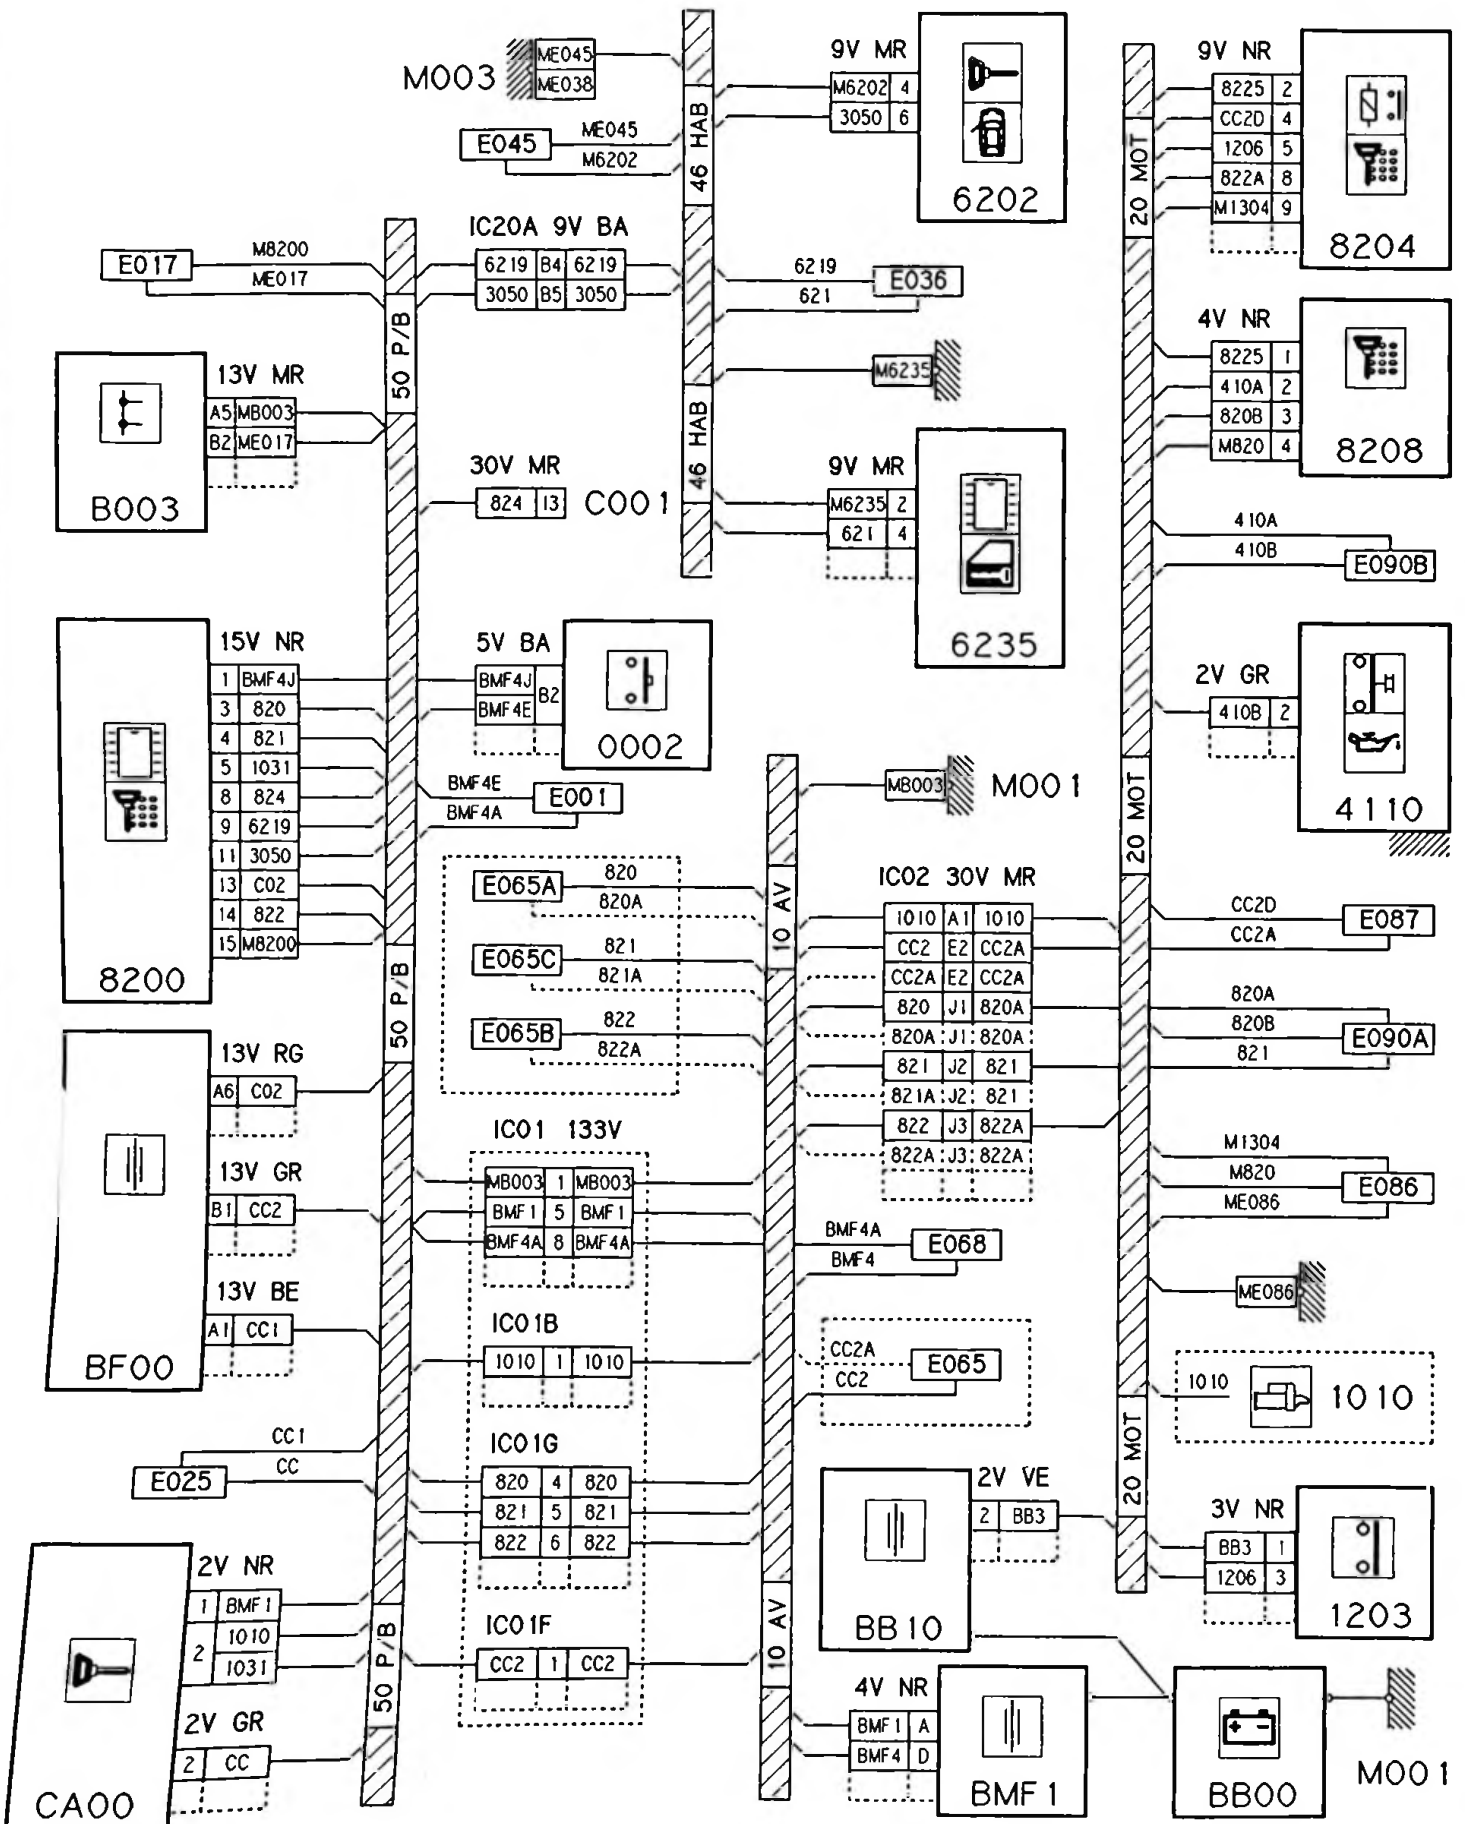 M003
ME045
ME038
E045
ME045
M6202
46 HAB
9V MR
M6202 4
3050 6
6202
20 MOT
9V NR
8225 2
CC2D 4
1206 5
822A 8
M1304 9
8204
E017
M8200
ME017
50 P/B
IC20A 9V BA
6219 B4 6219
3050 B5 3050
6219
621
E036
M6235
4V NR
8225 1
410A 2
820B 3
M820 4
8208
13V MR
A5 MB003
B2 ME017
B003
30V MR
824 13
C001
46 HAB
9V MR
M6235 2
621 4
6235
410A
410B
E090B
15V NR
1 BMF4J
3 820
4 821
5 1031
8 824
9 6219
11 3050
13 C02
14 822
15 M8200
8200
5V BA
BMF4J
BMF4E
B2
0002
BMF4E
BMF4A
E001
2V GR
410B 2
4110
MB003
M001
20 MOT
10 AV
E065A
820
820A
E065C
821
821A
E065B
822
822A
50 P/B
IC02 30V MR
1010 A1 1010
CC2 E2 CC2A
CC2A E2 CC2A
820 J1 820A
820A J1 820A
821 J2 821
821A J2 821
822 J3 822A
822A J3 822A
CC2D
CC2A
E087
820A
820B
821
E090A
13V RG
A6 C02
13V GR
B1 CC2
13V BE
A1 CC1
BF00
IC01 133V
MB003 1 MB003
BMF1 5 BMF1
BMF4A 8 BMF4A
IC01B
1010 1 1010
IC01G
820 4 820
821 5 821
822 6 822
IC01F
CC2 1 CC2
M1304
M820
ME086
E086
BMF4A
BMF4
E068
ME086
CC2A
CC2
E065
1010
1010
20 MOT
CC1
CC
E025
2V VE
2 BB3
BB10
3V NR
BB3 1
1206 3
1203
2V NR
1 BMF1
2
1010
1031
2V GR
2 CC
CA00
50 P/B
10 AV
4V NR
BMF1 A
BMF4 D
BMF1
BB00
M001